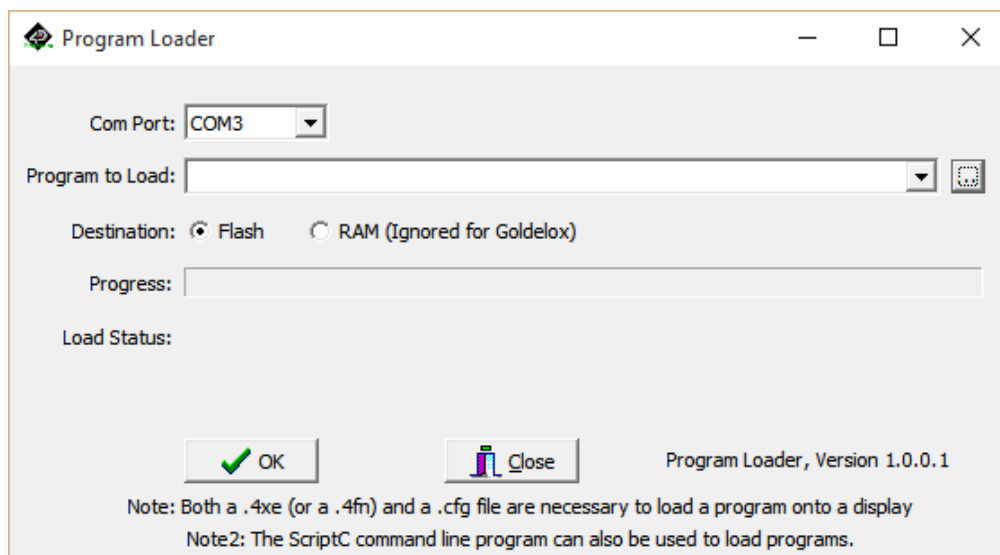 Program Loader
Com Port: COM3
Program to Load:
...
Destination: Flash RAM (Ignored for Goldelox)
Progress:
Load Status:
OK Close Program Loader, Version 1.0.0.1
Note: Both a .4xe (or a .4fn) and a .cfg file are necessary to load a program onto a display
Note2: The ScriptC command line program can also be used to load programs.